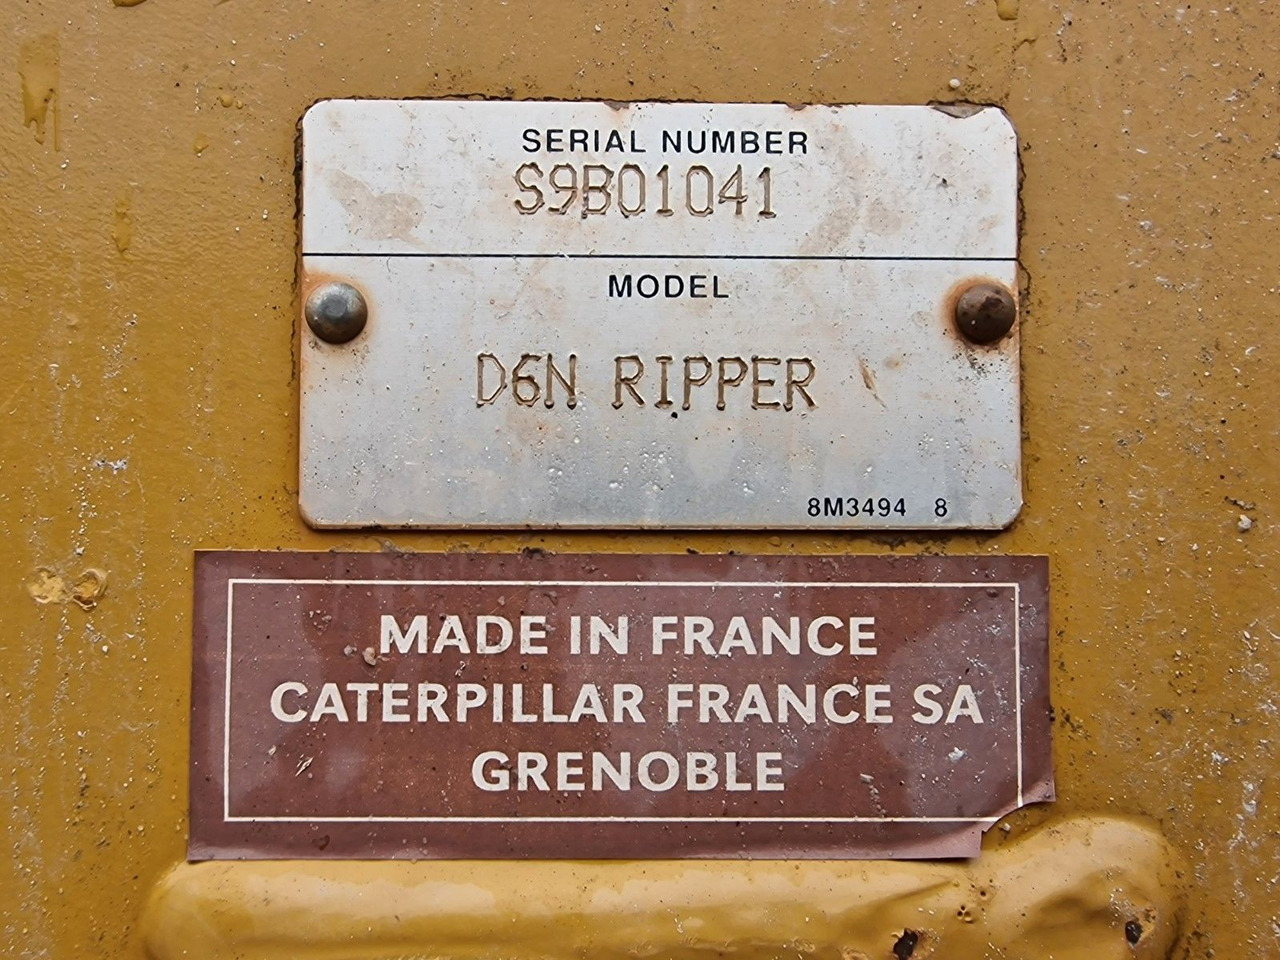 SERIAL NUMBER
S9B01041
MODEL
D6N RIPPER
8M3494 8
MADE IN FRANCE
CATERPILLAR FRANCE SA
GRENOBLE